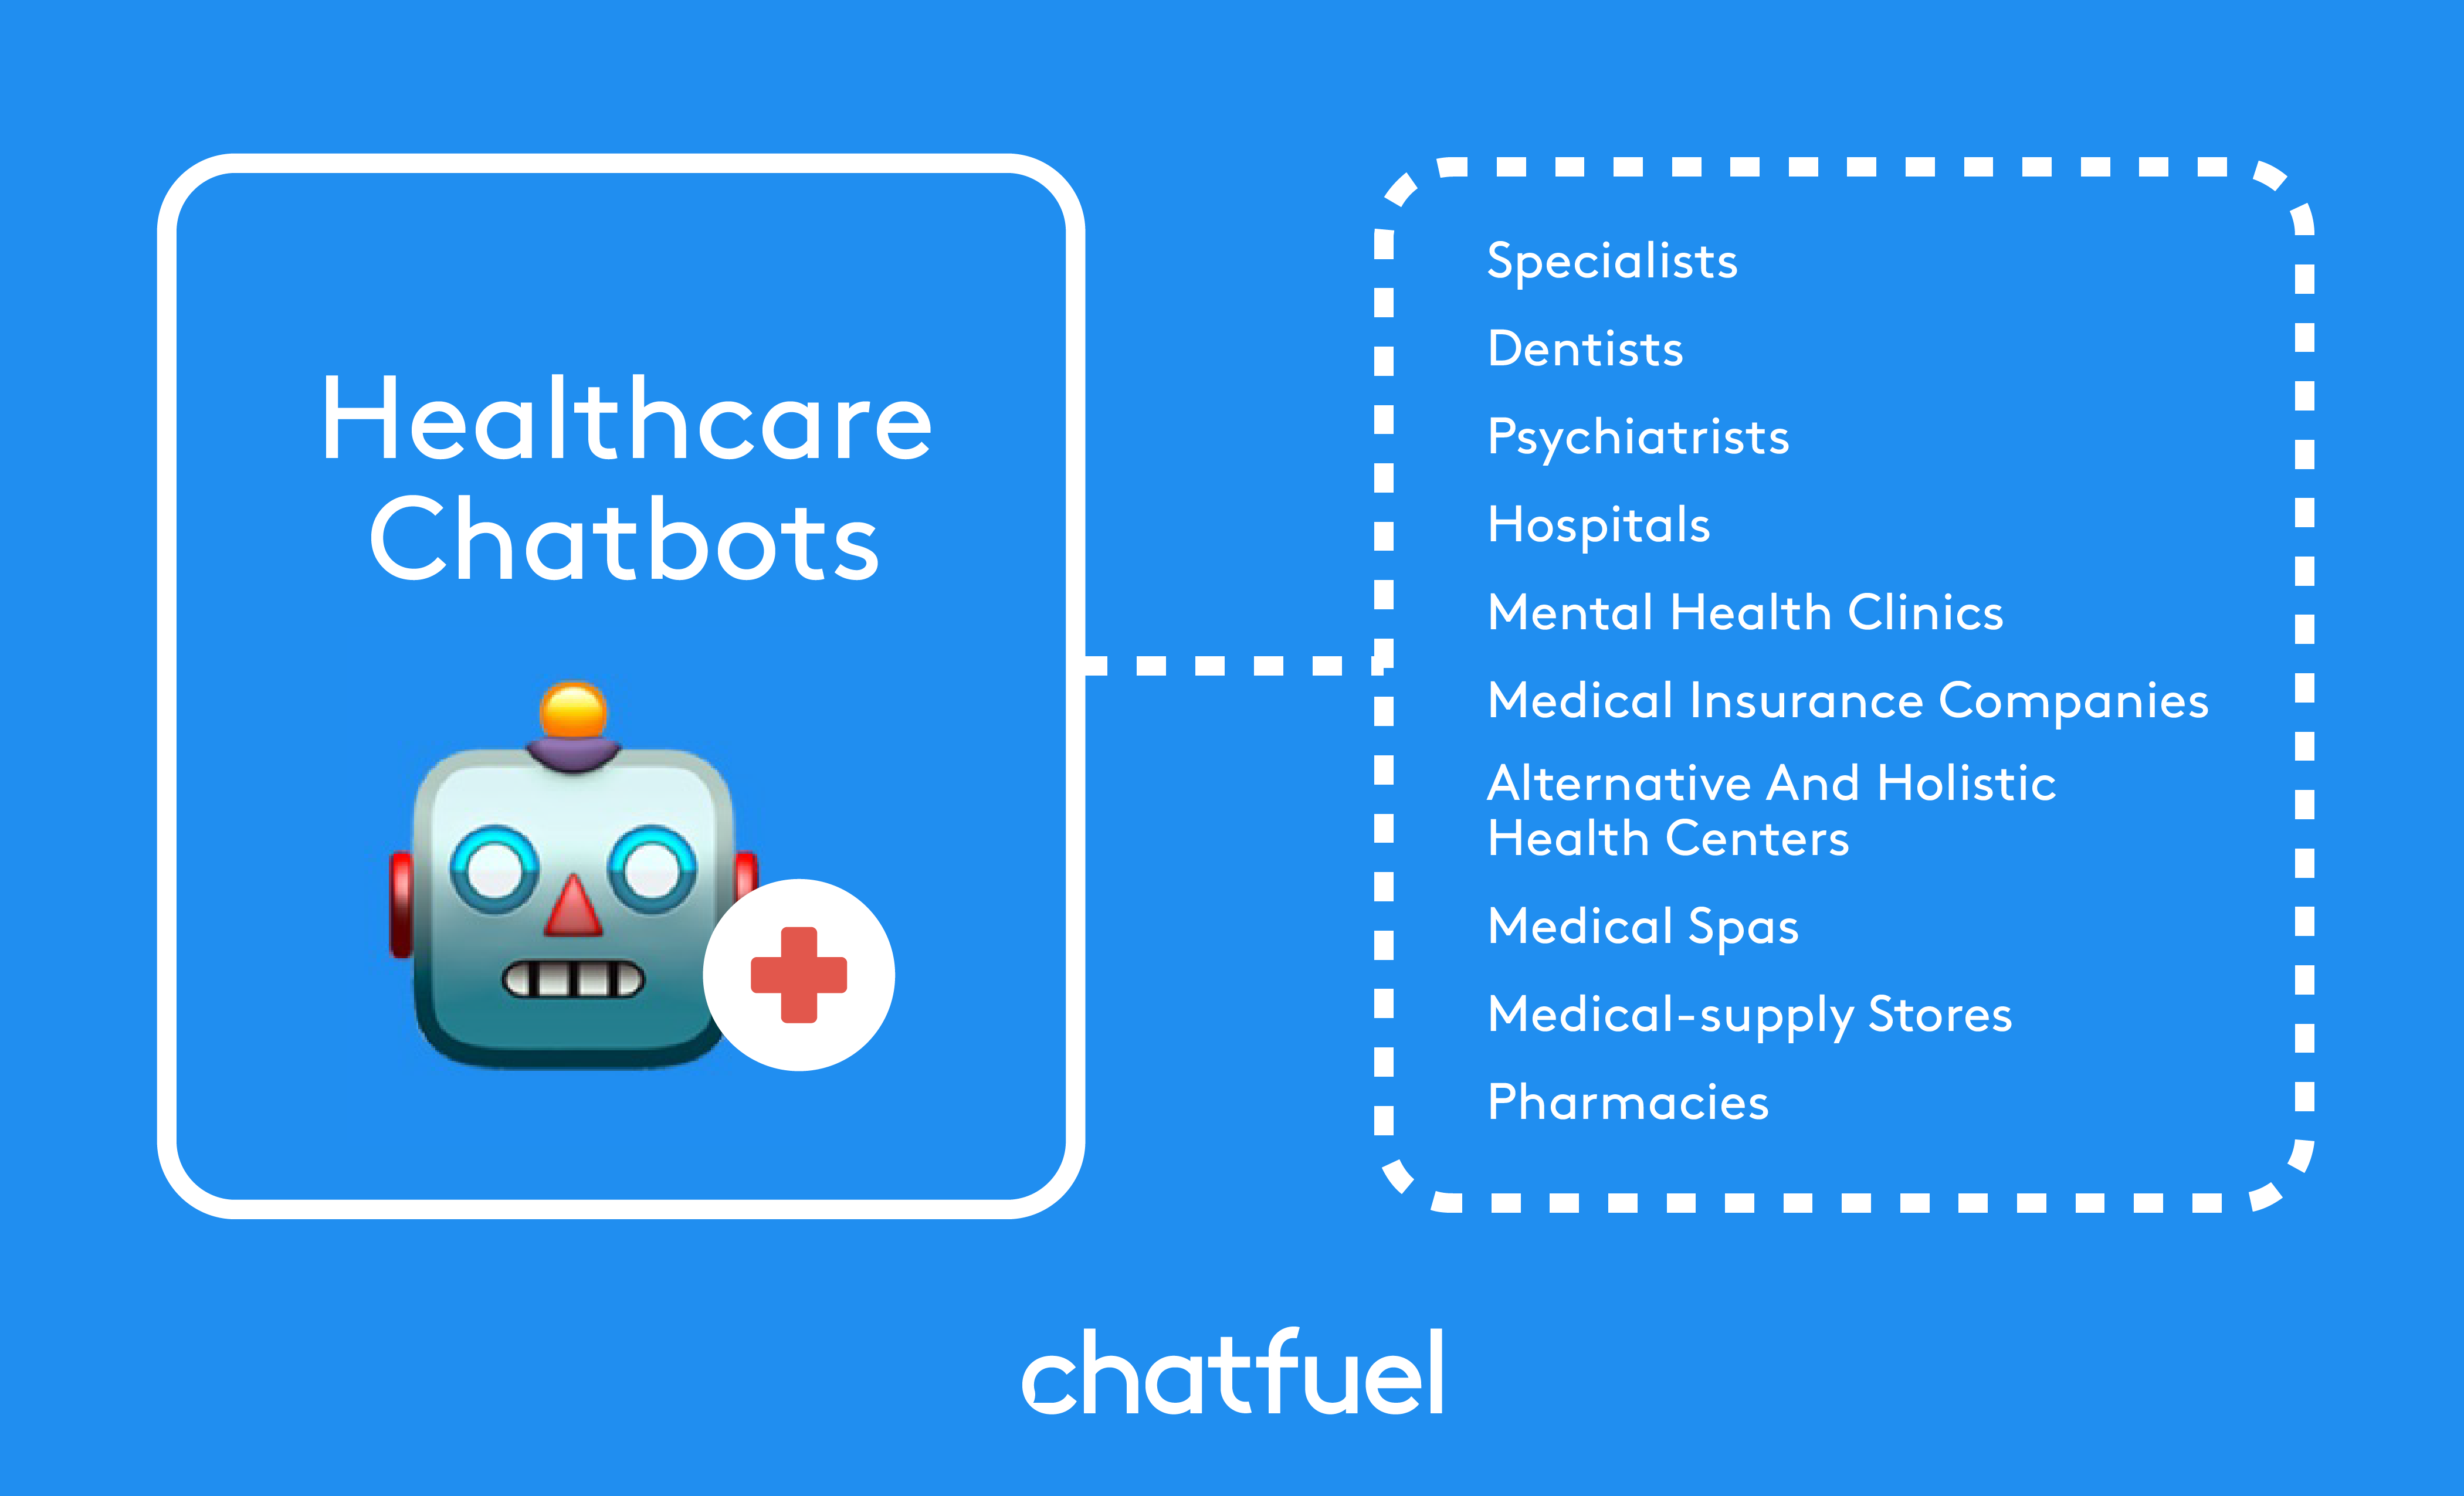 Healthcare
Chatbots
Specialists
Dentists
Psychiatrists
Hospitals
Mental Health Clinics
Medical Insurance Companies
Alternative And Holistic
Health Centers
Medical Spas
Medical-supply Stores
Pharmacies
chatfuel